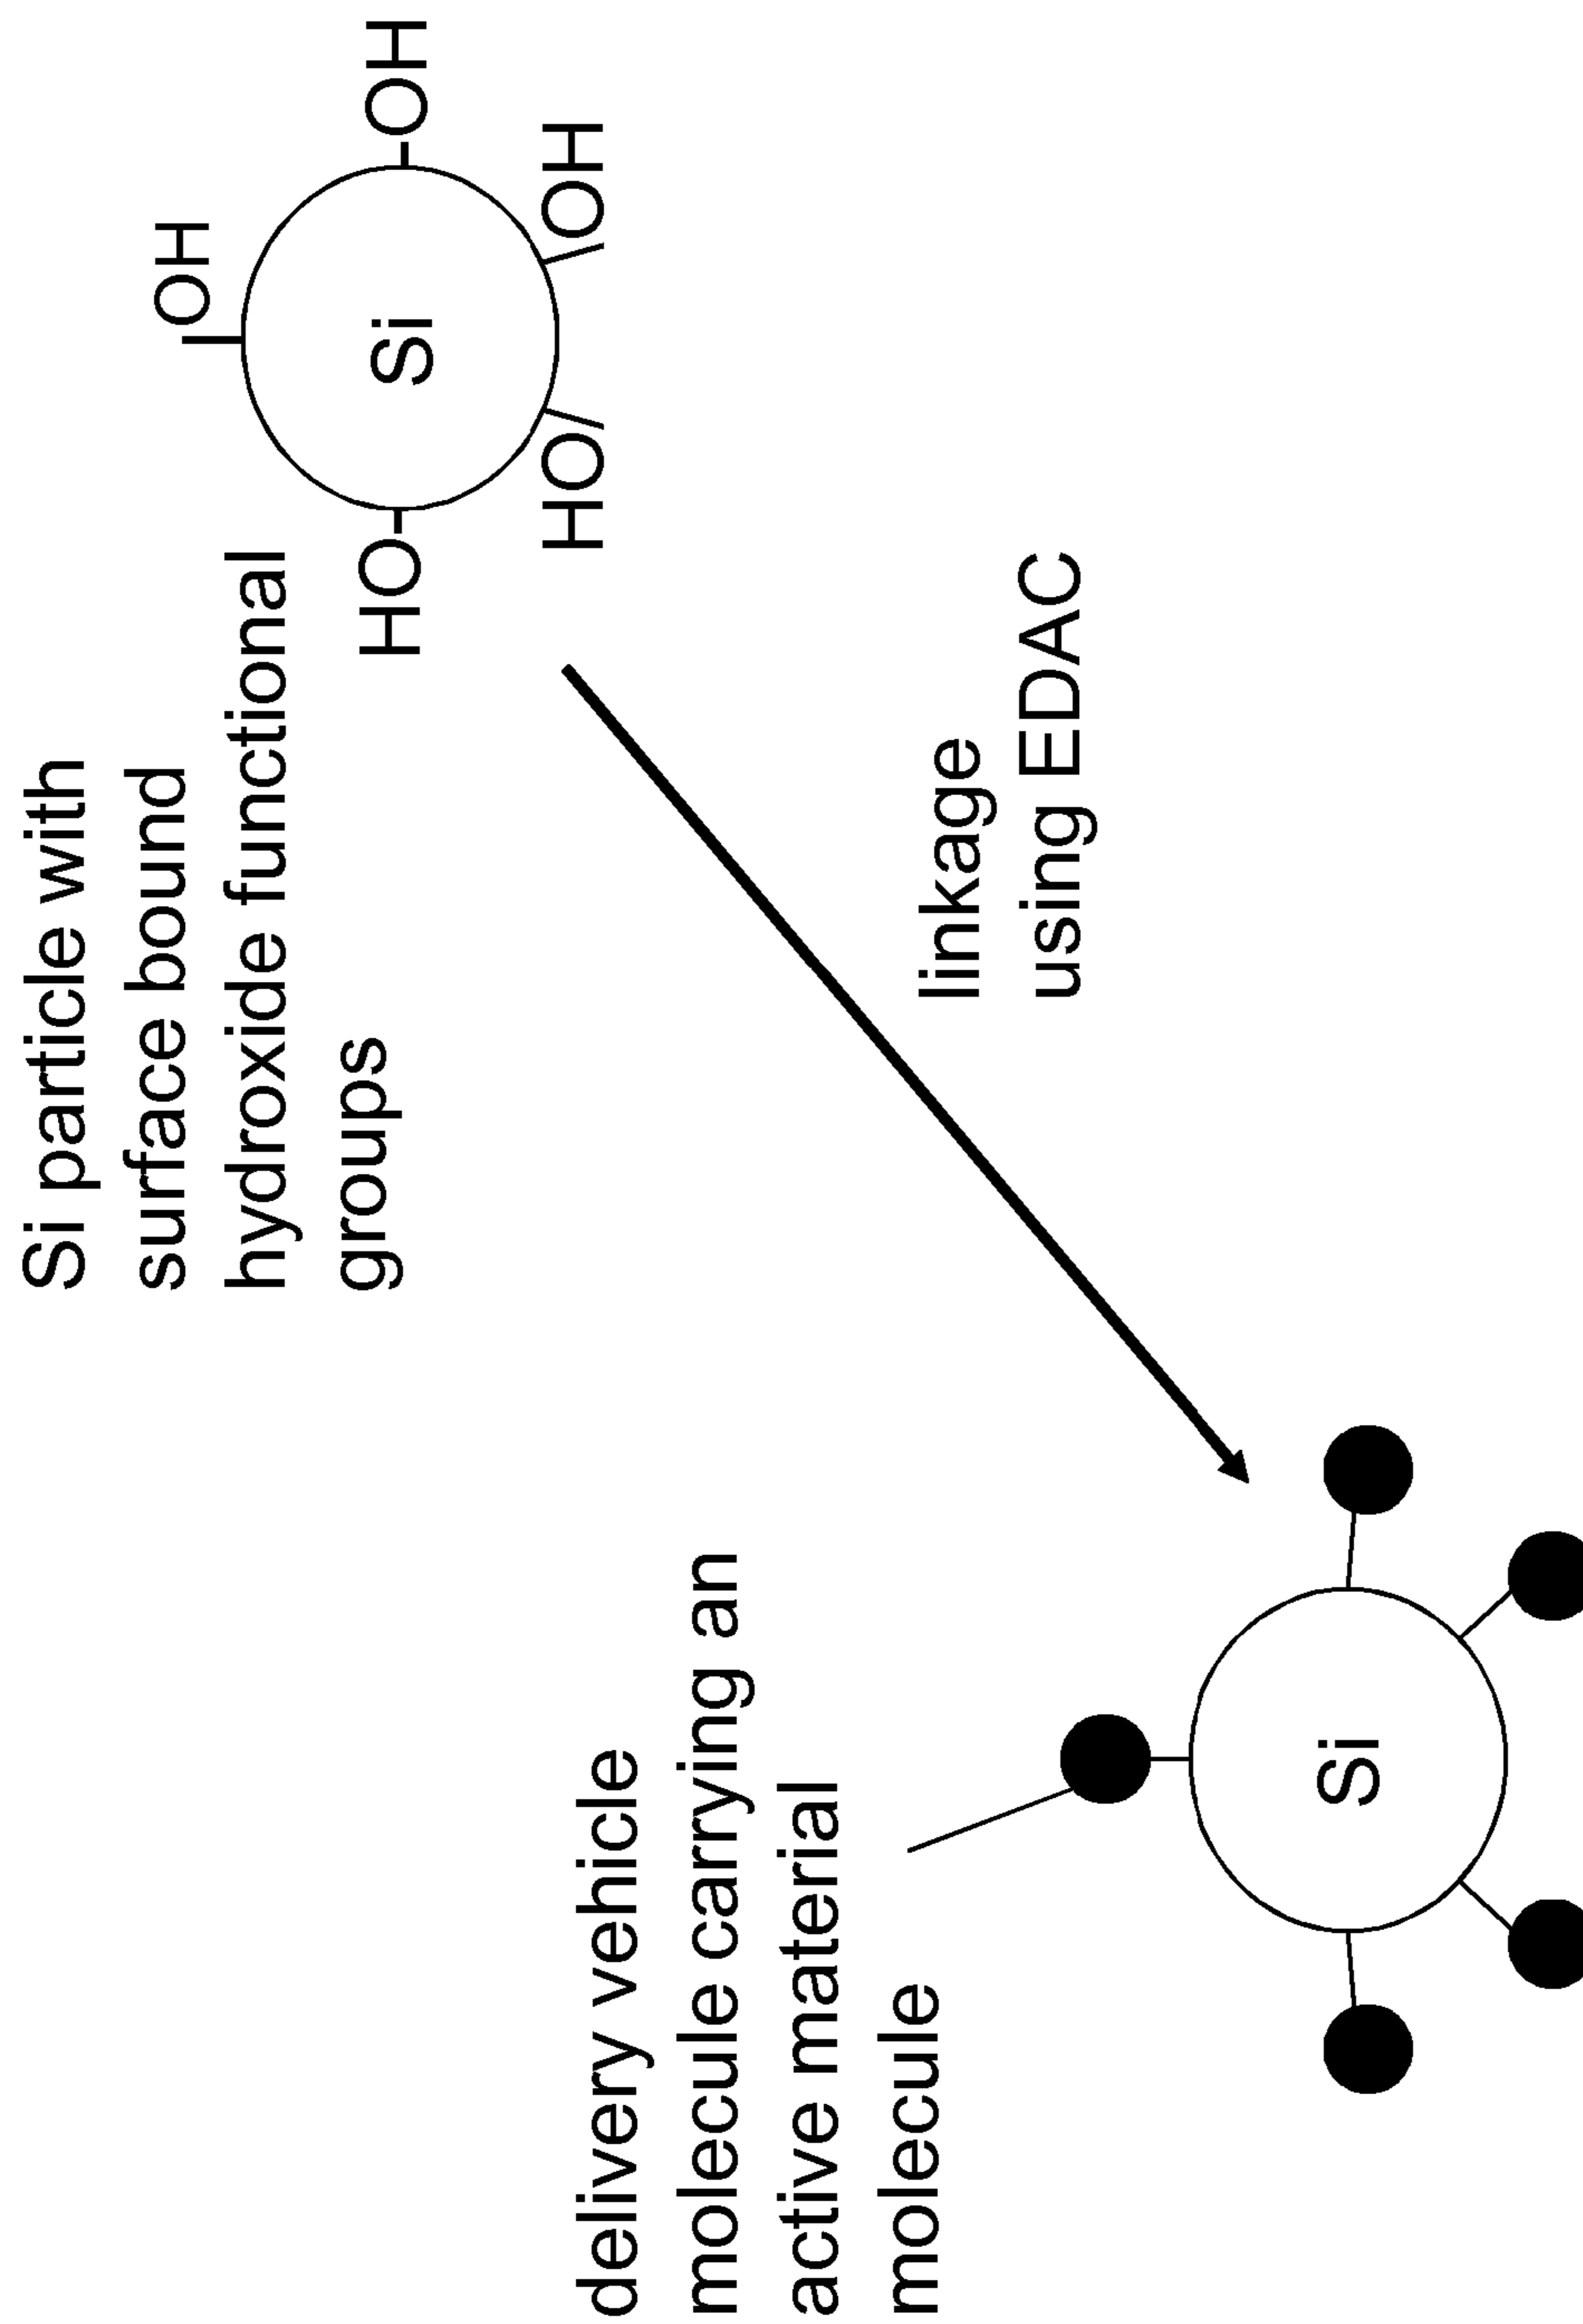 Si particle with
surface bound
hydroxide functional
groups
OH
HO
Si
OH
HO
OH
linkage
using EDAC
delivery vehicle
molecule carrying an
active material
molecule
Si